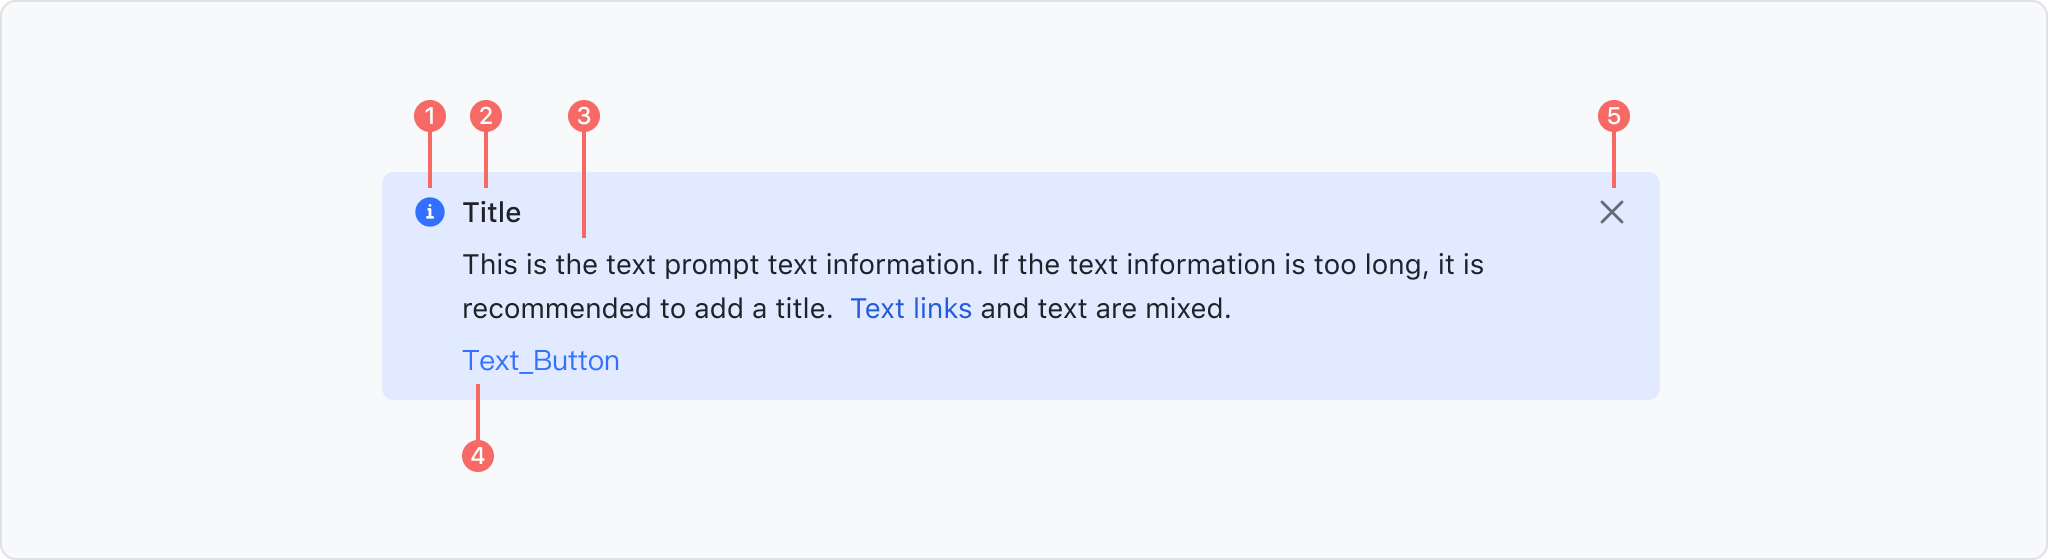 1 2 3 5
i Title
This is the text prompt text information. If the text information is too long, it is
recommended to add a title.  Text links and text are mixed.
Text_Button
4